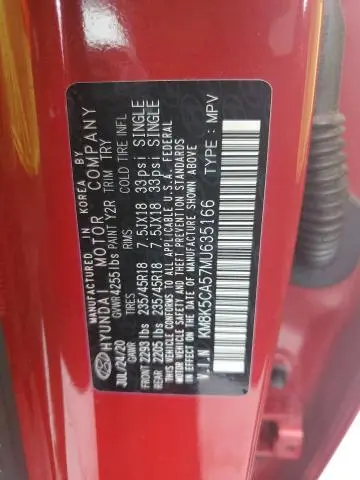 MANUFACTURED IN KOREA BY
HYUNDAI MOTOR COMPANY
JUL/24/20 GVWR 4255lbs PAINT Y2R TRIM TRY
GAWR TIRES RIMS COLD TIRE INFL
FRONT 2293 lbs 235/45R18 7.5JX18 33psi SINGLE
REAR 2205 lbs 235/45R18 7.5JX18 33psi SINGLE
THIS VEHICLE CONFORMS TO ALL APPLICABLE U.S.A. FEDERAL
MOTOR VEHICLE SAFETY, BUMPER, AND THEFT PREVENTION STANDARDS
IN EFFECT ON THE DATE OF MANUFACTURE SHOWN ABOVE.
V.I.N KM8K5CA57MU635166 TYPE: MPV